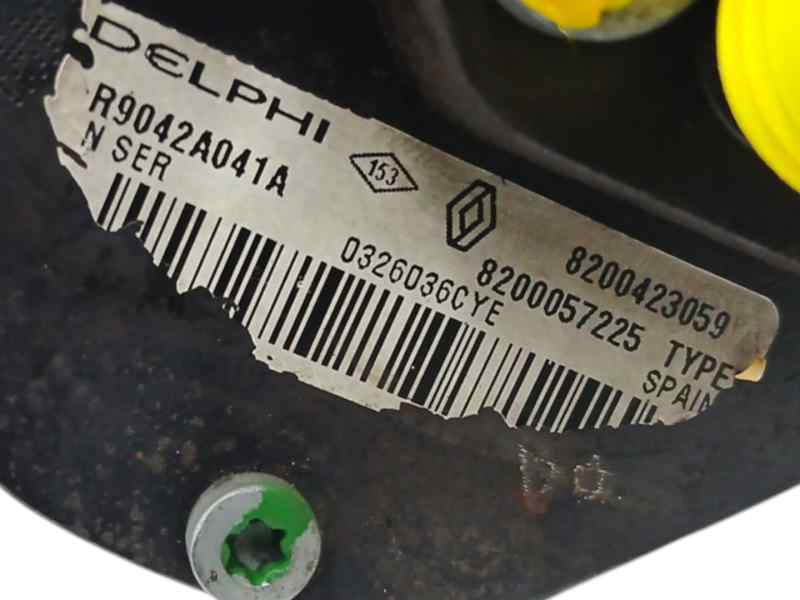 DELPHI
R9042A041A
153
8200423059
N SER
0326036CYE
8200057225
TYPE
SPAIN